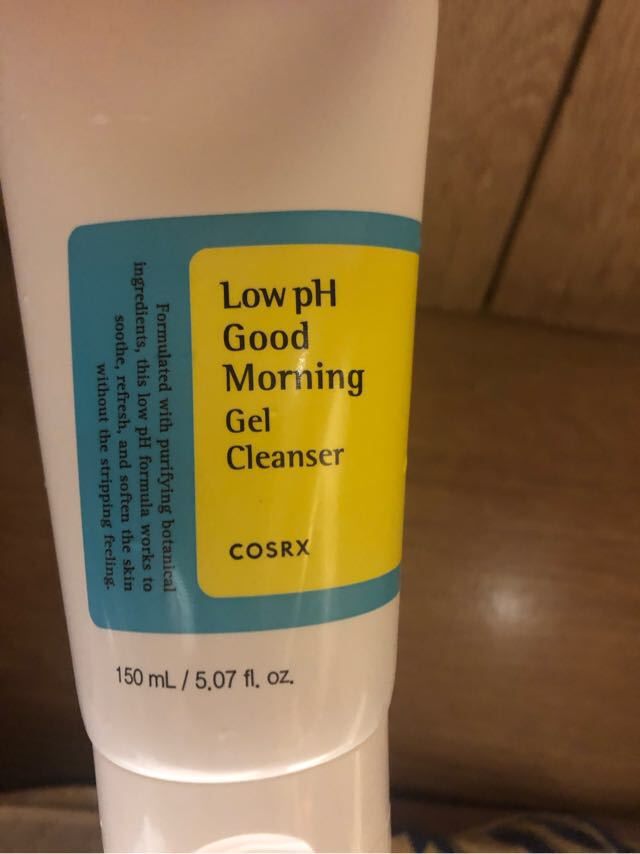 Low pH
Good
Morning
Gel
Cleanser
COSRX
Formulated with purifying botanical
ingredients, this low pH formula works to
soothe, refresh, and soften the skin
without the stripping feeling.
150 mL / 5.07 fl. oz.